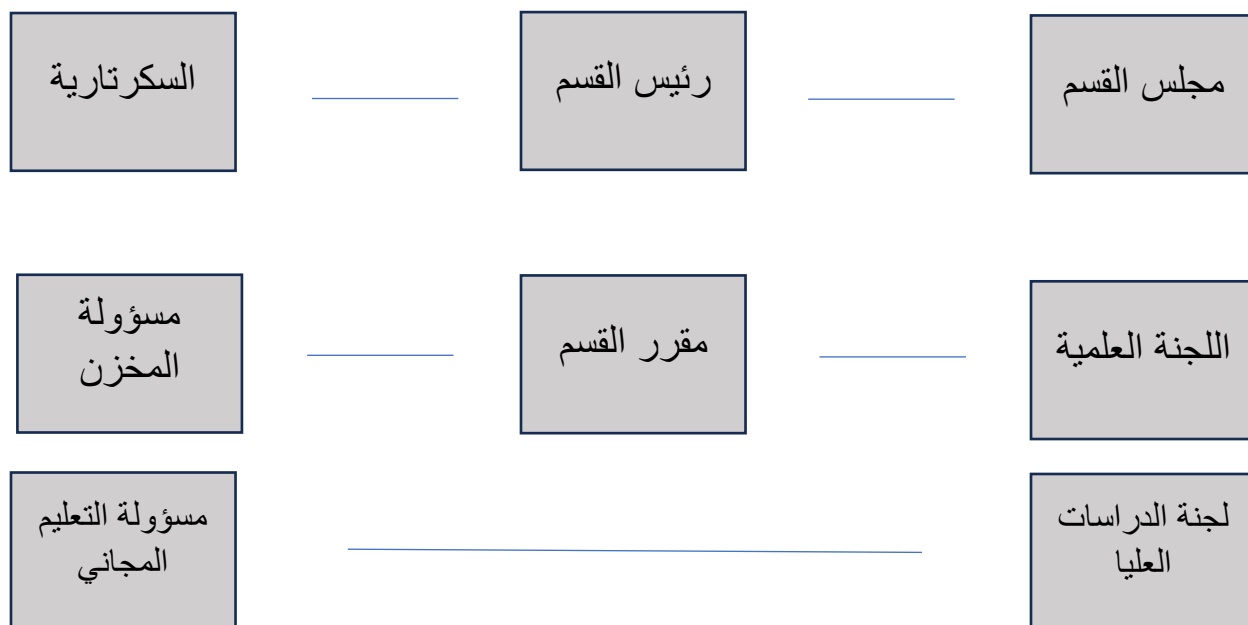 مجلس القسم
رئيس القسم
السكرتارية
اللجنة العلمية
مقرر القسم
مسؤولة
المخزن
لجنة الدراسات
العليا
مسؤولة التعليم
المجاني